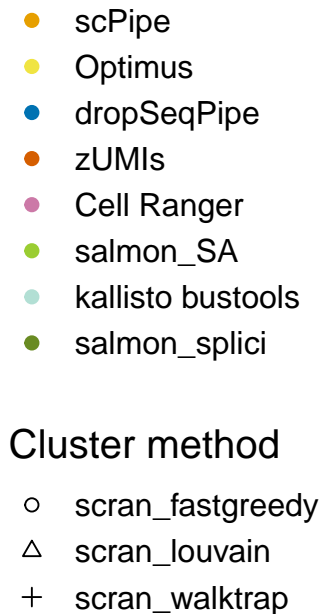 scPipe
Optimus
dropSeqPipe
zUMIs
Cell Ranger
salmon_SA
kallisto bustools
salmon_splici
Cluster method
scran_fastgreedy
scran_louvain
scran_walktrap